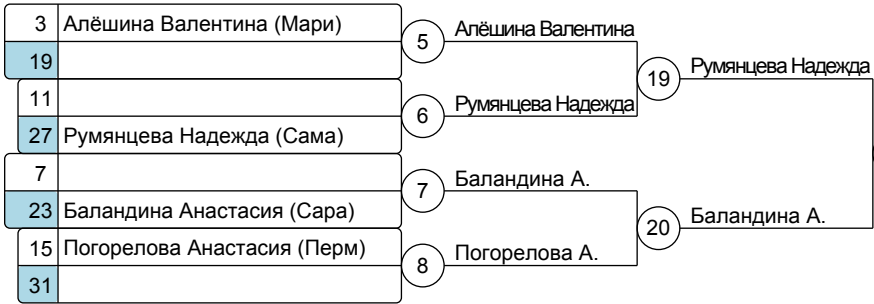 3 Алёшина Валентина (Мари)
5 Алёшина Валентина
19
19 Румянцева Надежда
11
6 Румянцева Надежда
27 Румянцева Надежда (Сама)
7
7 Баландина А.
23 Баландина Анастасия (Сара)
20 Баландина А.
15 Погорелова Анастасия (Перм)
8 Погорелова А.
31